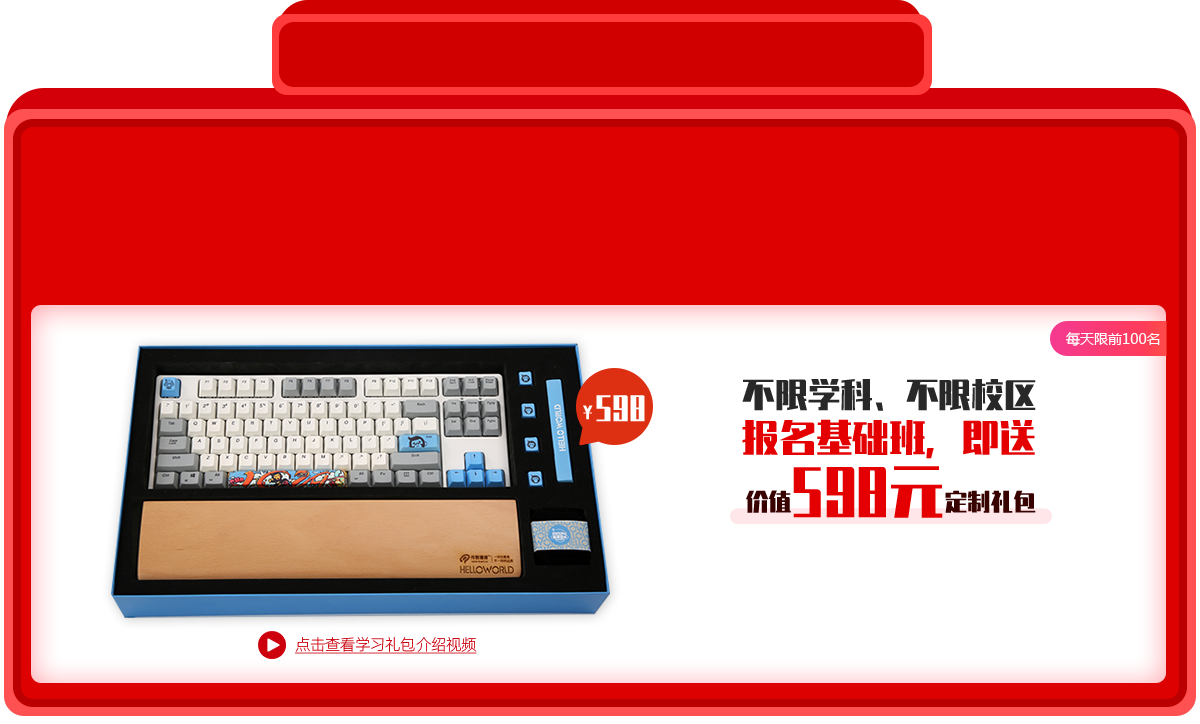 每天限前100名
不限学科、不限校区
报名基础班，即送
价值598元定制礼包
¥598
HELLOWORLD
HELLOWORLD
点击查看学习礼包介绍视频